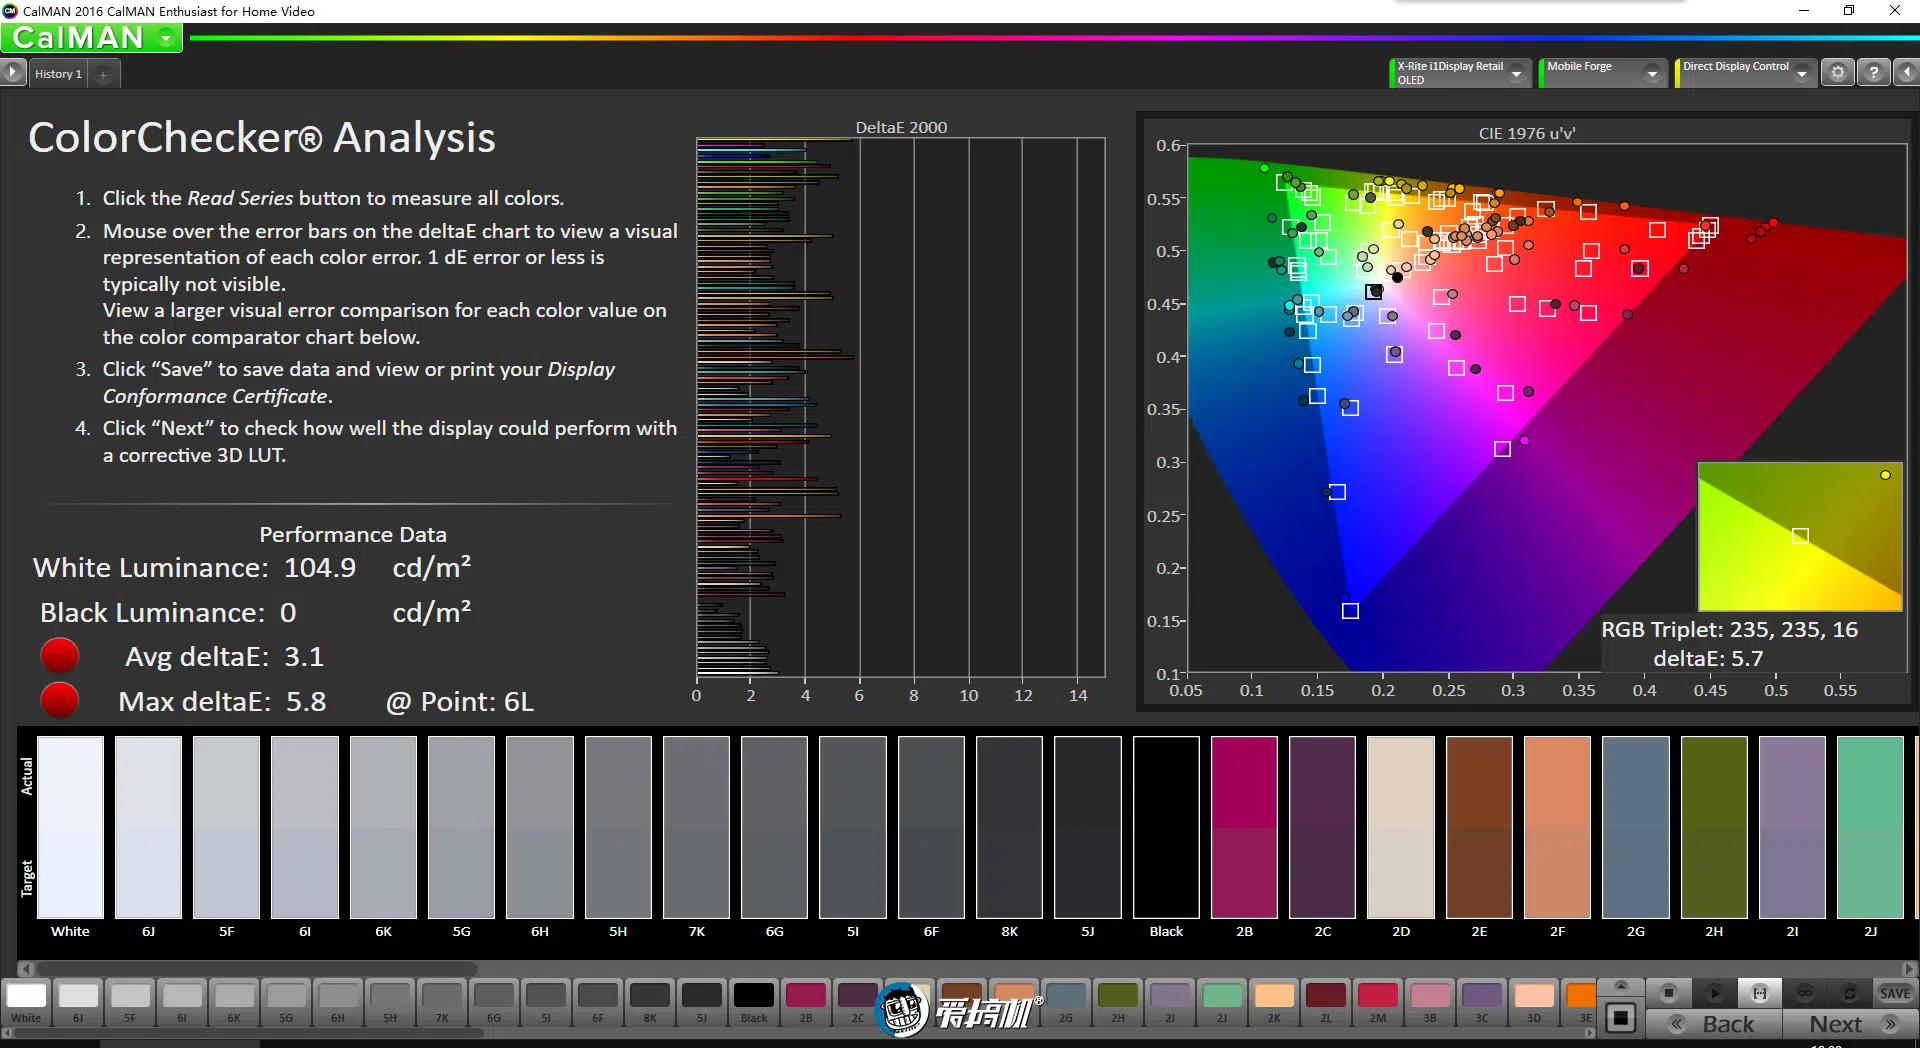 CalMAN 2016 CalMAN Enthusiast for Home Video
CalMAN
History 1
X-Rite i1Display Retail
OLED
Mobile Forge
Direct Display Control
ColorChecker® Analysis
1. Click the Read Series button to measure all colors.
2. Mouse over the error bars on the deltaE chart to view a visual
representation of each color error. 1 dE error or less is
typically not visible.
View a larger visual error comparison for each color value on
the color comparator chart below.
3. Click “Save” to save data and view or print your Display
Conformance Certificate.
4. Click “Next” to check how well the display could perform with
a corrective 3D LUT.
Performance Data
White Luminance: 104.9 cd/m²
Black Luminance: 0 cd/m²
Avg deltaE: 3.1
Max deltaE: 5.8 @ Point: 6L
DeltaE 2000
0 2 4 6 8 10 12 14
CIE 1976 u'v'
0.6
0.55
0.5
0.45
0.4
0.35
0.3
0.25
0.2
0.15
0.1
0.05 0.1 0.15 0.2 0.25 0.3 0.35 0.4 0.45 0.5 0.55
RGB Triplet: 235, 235, 16
deltaE: 5.7
Actual
Target
White 6J 5F 6I 6K 5G 6H 5H 7K 6G 5I 6F 8K 5J Black 2B 2C 2D 2E 2F 2G 2H 2I 2J
White 6J 5F 6I 6K 5G 6H 5H 7K 6G 5I 6F 8K 5J Black 2B 2C 2G 2H 2I 2J 2K 2L 2M 3B 3C 3D 3E
爱搞机®
SAVE
Back
Next